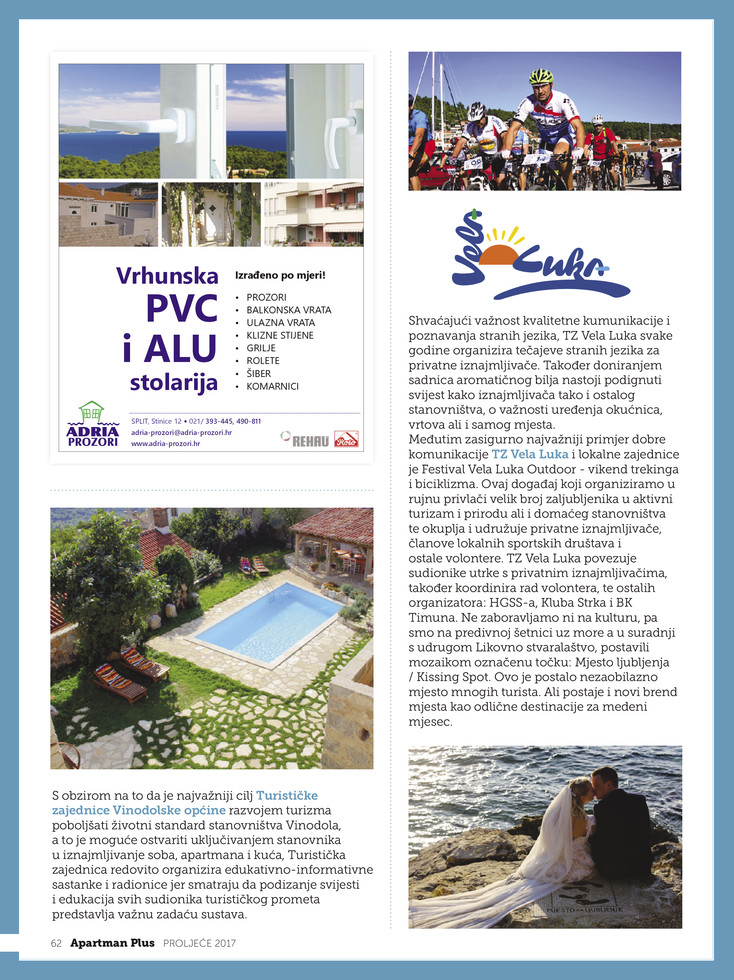 Vrhunska
PVC
i ALU
stolarija
Izrađeno po mjeri!
• PROZORI
• BALKONSKA VRATA
• ULAZNA VRATA
• KLIZNE STIJENE
• GRILJE
• ROLETE
• ŠIBER
• KOMARNICI
ADRIA
PROZORI
SPLIT, Stinice 12 • 021/ 393-445, 490-811
adria-prozori@adria-prozori.hr
www.adria-prozori.hr
REHAU
Roto
S obzirom na to da je najvažniji cilj Turističke
zajednice Vinodolske općine razvojem turizma
poboljšati životni standard stanovništva Vinodola,
a to je moguće ostvariti uključivanjem stanovnika
u iznajmljivanje soba, apartmana i kuća, Turistička
zajednica redovito organizira edukativno-informativne
sastanke i radionice jer smatraju da podizanje svijesti
i edukacija svih sudionika turističkog prometa
predstavlja važnu zadaću sustava.
Vela Luka
Shvaćajući važnost kvalitetne kumunikacije i
poznavanja stranih jezika, TZ Vela Luka svake
godine organizira tečajeve stranih jezika za
privatne iznajmljivače. Također doniranjem
sadnica aromatičnog bilja nastoji podignuti
svijest kako iznajmljivača tako i ostalog
stanovništva, o važnosti uređenja okućnica,
vrtova ali i samog mjesta.
Međutim zasigurno najvažniji primjer dobre
komunikacije TZ Vela Luka i lokalne zajednice
je Festival Vela Luka Outdoor - vikend trekinga
i biciklizma. Ovaj događaj koji organiziramo u
rujnu privlači velik broj zaljubljenika u aktivni
turizam i prirodu ali i domaćeg stanovništva
te okuplja i udružuje privatne iznajmljivače,
članove lokalnih sportskih društava i
ostale volontere. TZ Vela Luka povezuje
sudionike utrke s privatnim iznajmljivačima,
također koordinira rad volontera, te ostalih
organizatora: HGSS-a, Kluba Strka i BK
Timuna. Ne zaboravljamo ni na kulturu, pa
smo na predivnoj šetnici uz more a u suradnji
s udrugom Likovno stvaralaštvo, postavili
mozaikom označenu točku: Mjesto ljubljenja
/ Kissing Spot. Ovo je postalo nezaobilazno
mjesto mnogih turista. Ali postaje i novi brend
mjesta kao odlične destinacije za medeni
mjesec.
62 Apartman Plus PROLJEĆE 2017